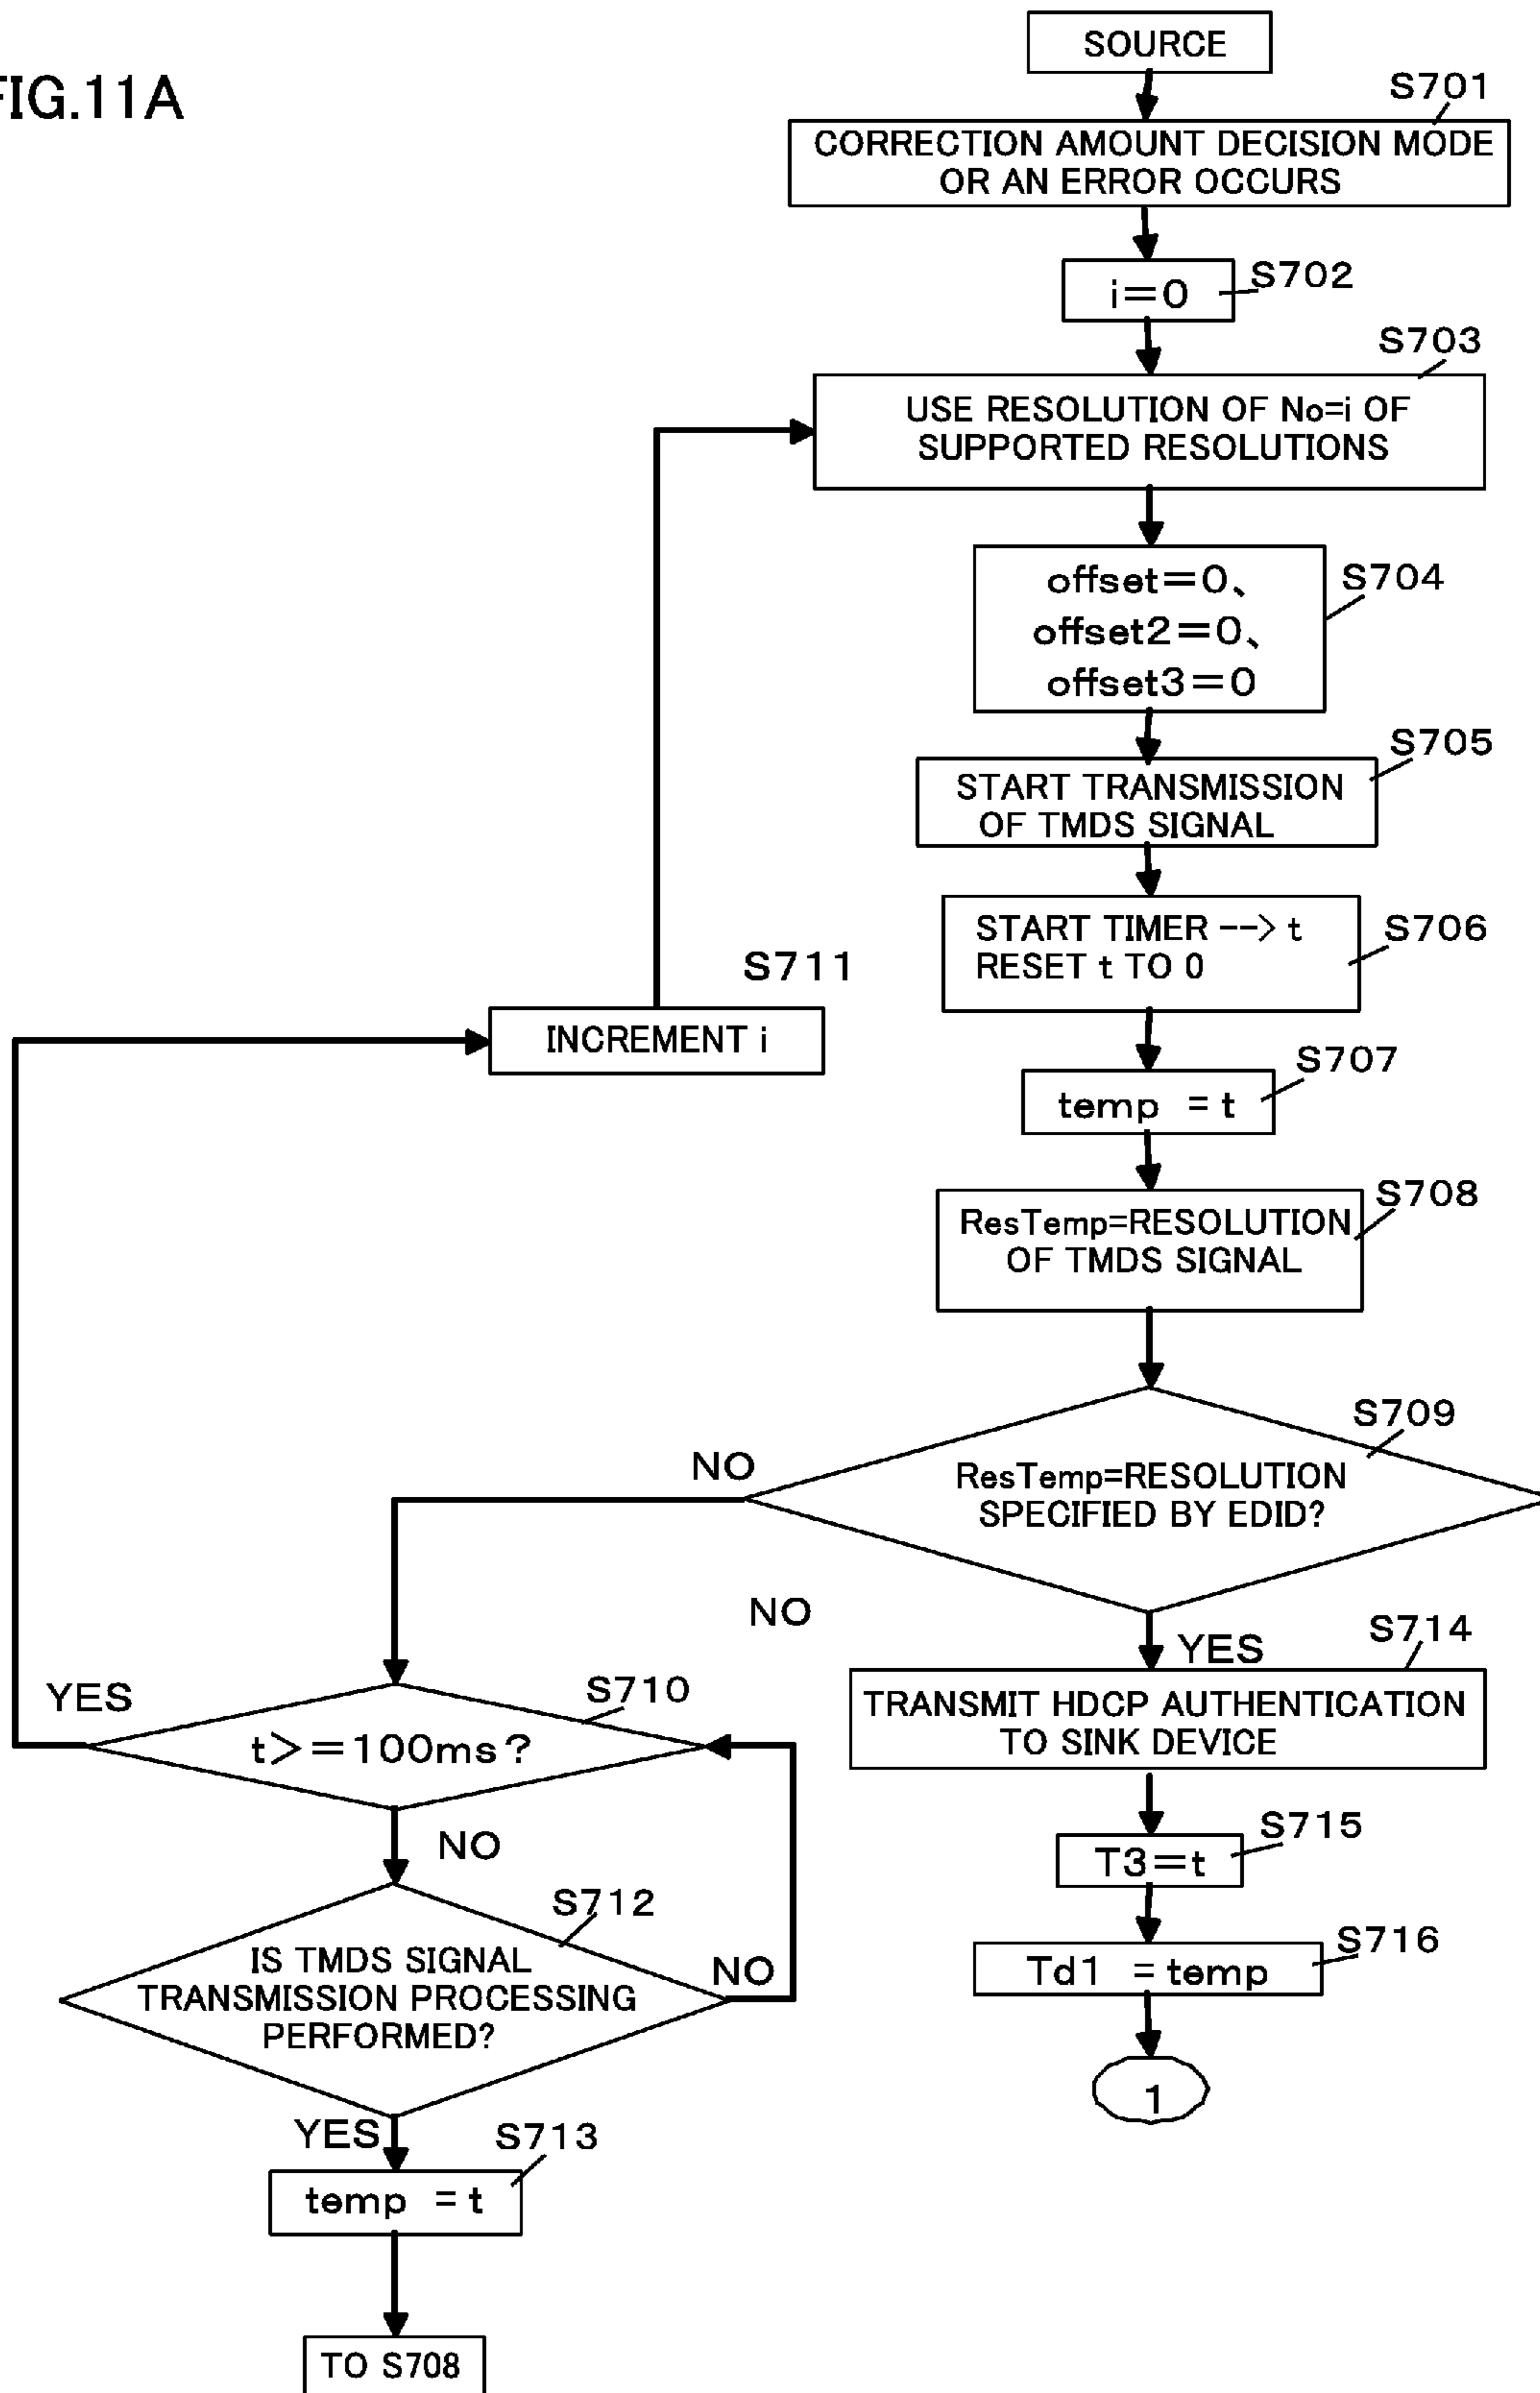 FIG.11A
SOURCE
S701
CORRECTION AMOUNT DECISION MODE
OR AN ERROR OCCURS
i=0
S702
S703
USE RESOLUTION OF No=i OF
SUPPORTED RESOLUTIONS
offset=0、
offset2=0、
offset3=0
S704
S705
START TRANSMISSION
OF TMDS SIGNAL
START TIMER --> t
RESET t TO 0
S706
S711
INCREMENT i
S707
temp = t
S708
ResTemp=RESOLUTION
OF TMDS SIGNAL
S709
NO
ResTemp=RESOLUTION
SPECIFIED BY EDID?
NO
YES
S714
TRANSMIT HDCP AUTHENTICATION
TO SINK DEVICE
YES
S710
t>=100ms?
NO
S715
T3=t
S712
IS TMDS SIGNAL
TRANSMISSION PROCESSING
PERFORMED?
NO
S716
Td1 =temp
1
YES
S713
temp = t
TO S708